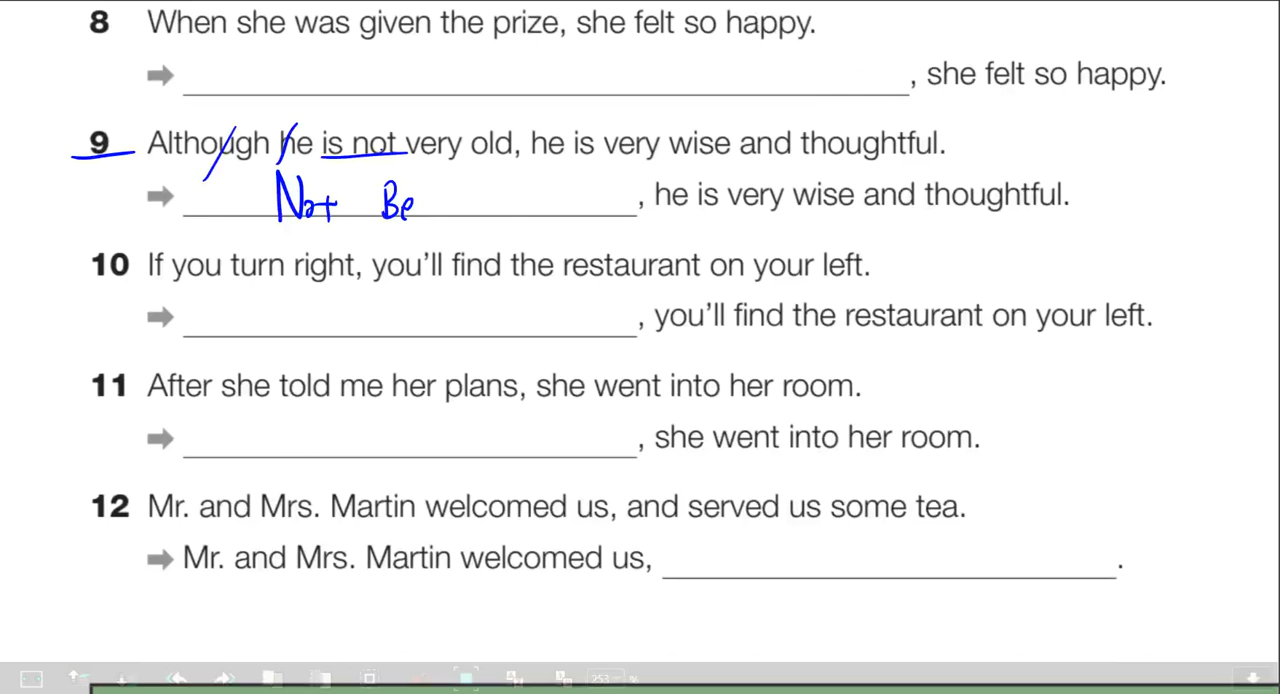 8 When she was given the prize, she felt so happy.
➡ , she felt so happy.
9 Although he is not very old, he is very wise and thoughtful.
➡ Not Be , he is very wise and thoughtful.
10 If you turn right, you'll find the restaurant on your left.
➡ , you'll find the restaurant on your left.
11 After she told me her plans, she went into her room.
➡ , she went into her room.
12 Mr. and Mrs. Martin welcomed us, and served us some tea.
➡ Mr. and Mrs. Martin welcomed us, .
253 %